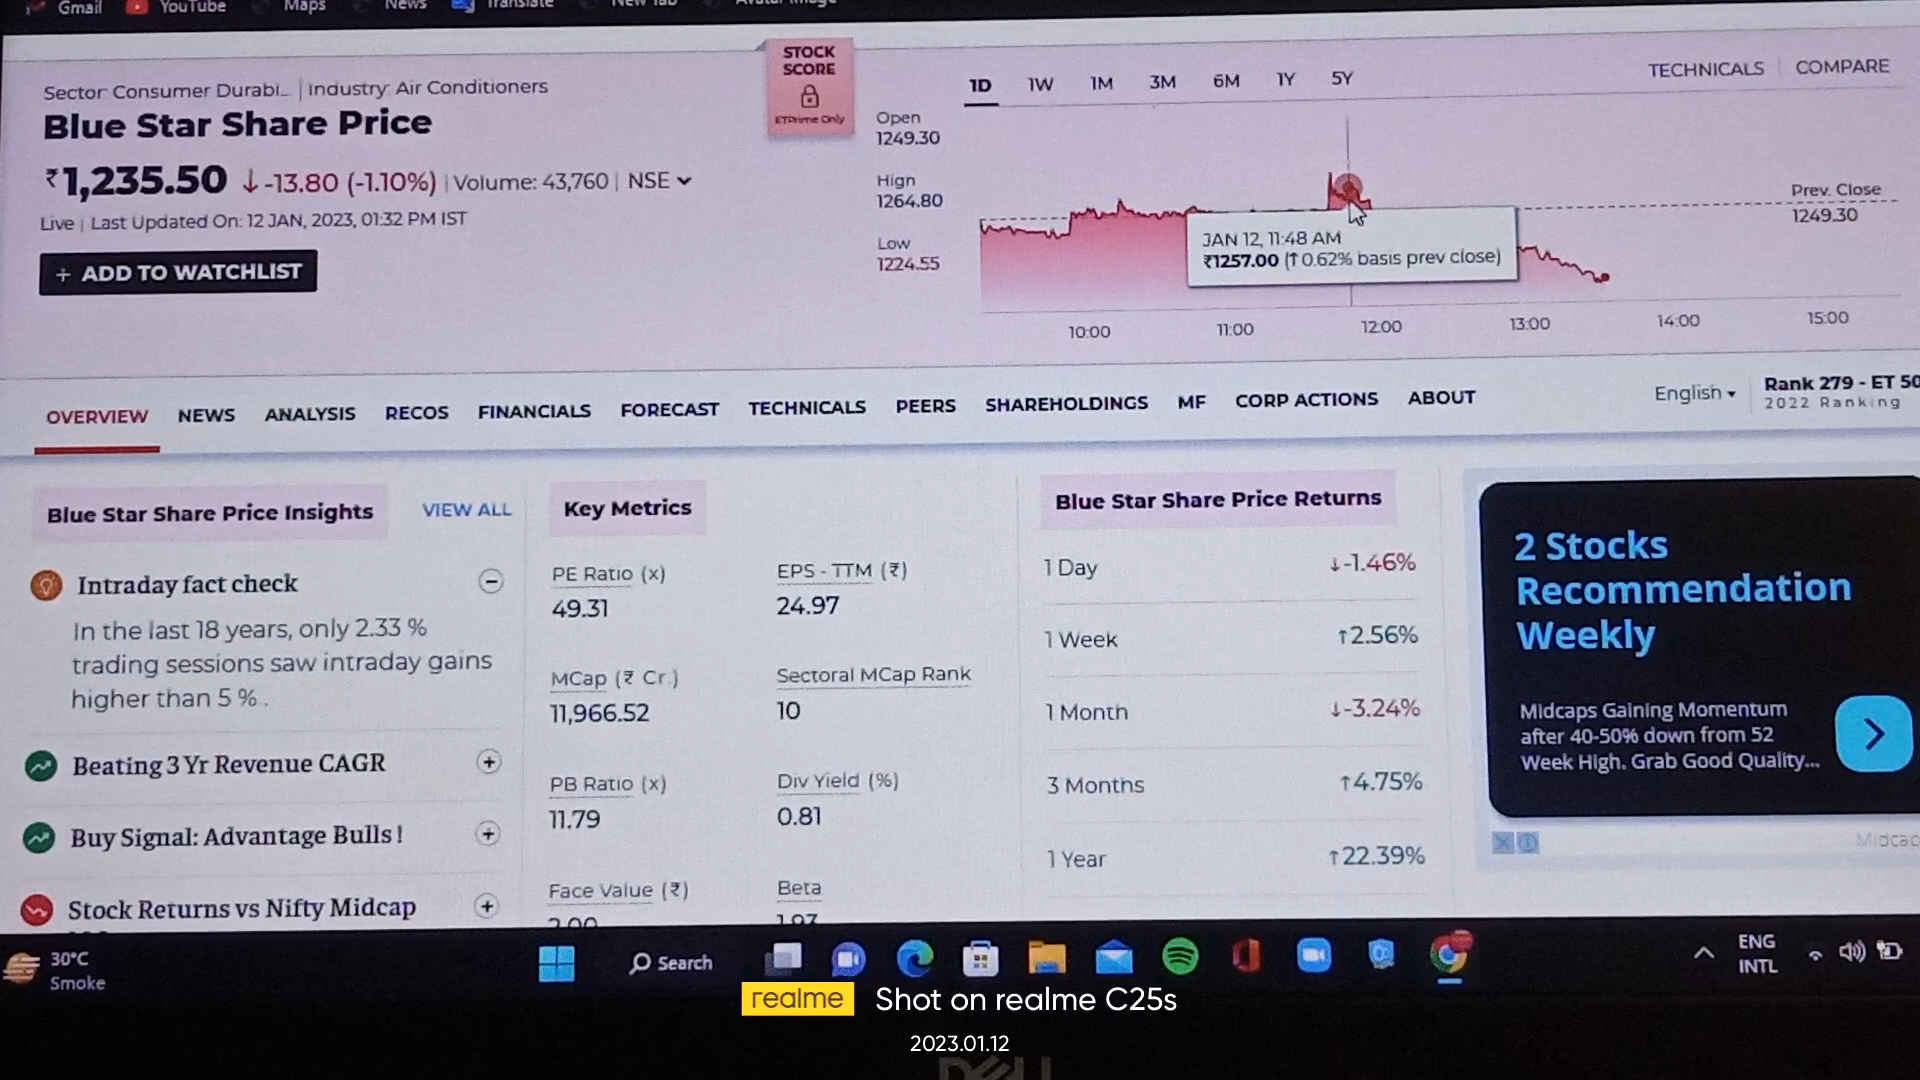 Gmail
YouTube
Maps
News
Translate
New Tab
Avatar Image
Sector: Consumer Durabl... | Industry: Air Conditioners
Blue Star Share Price
₹1,235.50 ↓-13.80 (-1.10%) | Volume: 43,760 | NSE
Live | Last Updated On: 12 JAN, 2023, 01:32 PM IST
+ ADD TO WATCHLIST
STOCK
SCORE
ETPrime Only
1D 1W 1M 3M 6M 1Y 5Y
TECHNICALS | COMPARE
Open
1249.30
High
1264.80
Low
1224.55
Prev. Close
1249.30
JAN 12, 11:48 AM
₹1257.00 (↑0.62% basis prev close)
10:00 11:00 12:00 13:00 14:00 15:00
OVERVIEW NEWS ANALYSIS RECOS FINANCIALS FORECAST TECHNICALS PEERS SHAREHOLDINGS MF CORP ACTIONS ABOUT
English
Rank 279 - ET 50
2022 Ranking
Blue Star Share Price Insights
VIEW ALL
Intraday fact check
In the last 18 years, only 2.33 %
trading sessions saw intraday gains
higher than 5 % .
Beating 3 Yr Revenue CAGR
Buy Signal: Advantage Bulls !
Stock Returns vs Nifty Midcap
Key Metrics
PE Ratio (x)
49.31
EPS - TTM (₹)
24.97
MCap (₹ Cr.)
11,966.52
Sectoral MCap Rank
10
PB Ratio (x)
11.79
Div Yield (%)
0.81
Face Value (₹)
2.00
Beta
Blue Star Share Price Returns
1 Day ↓-1.46%
1 Week ↑2.56%
1 Month ↓-3.24%
3 Months ↑4.75%
1 Year ↑22.39%
2 Stocks
Recommendation
Weekly
Midcaps Gaining Momentum
after 40-50% down from 52
Week High. Grab Good Quality...
Midcap
30°C
Smoke
Search
ENG
INTL
realme Shot on realme C25s
2023.01.12
DELL